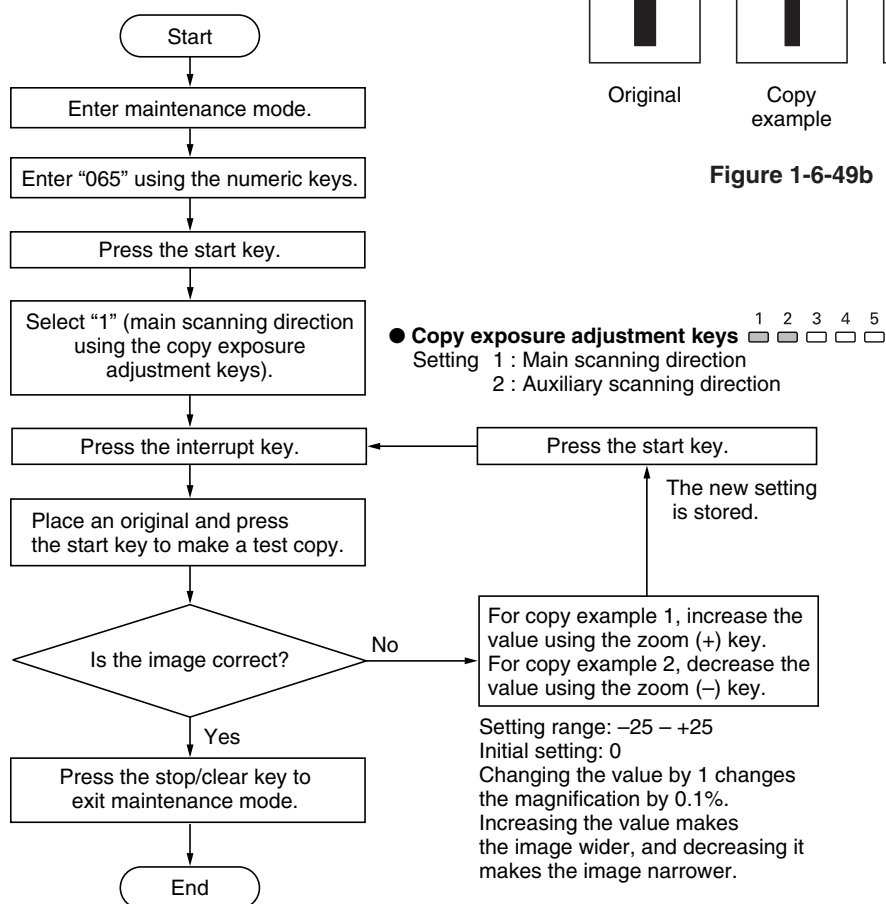 Start
Enter maintenance mode.
Enter “065” using the numeric keys.
Press the start key.
Select “1” (main scanning direction
using the copy exposure
adjustment keys).
Press the interrupt key.
Place an original and press
the start key to make a test copy.
Is the image correct?
No
Yes
Press the stop/clear key to
exit maintenance mode.
End
Original
Copy
example
Figure 1-6-49b
● Copy exposure adjustment keys 1 2 3 4 5
Setting 1 : Main scanning direction
2 : Auxiliary scanning direction
Press the start key.
The new setting
is stored.
For copy example 1, increase the
value using the zoom (+) key.
For copy example 2, decrease the
value using the zoom (–) key.
Setting range: –25 – +25
Initial setting: 0
Changing the value by 1 changes
the magnification by 0.1%.
Increasing the value makes
the image wider, and decreasing it
makes the image narrower.